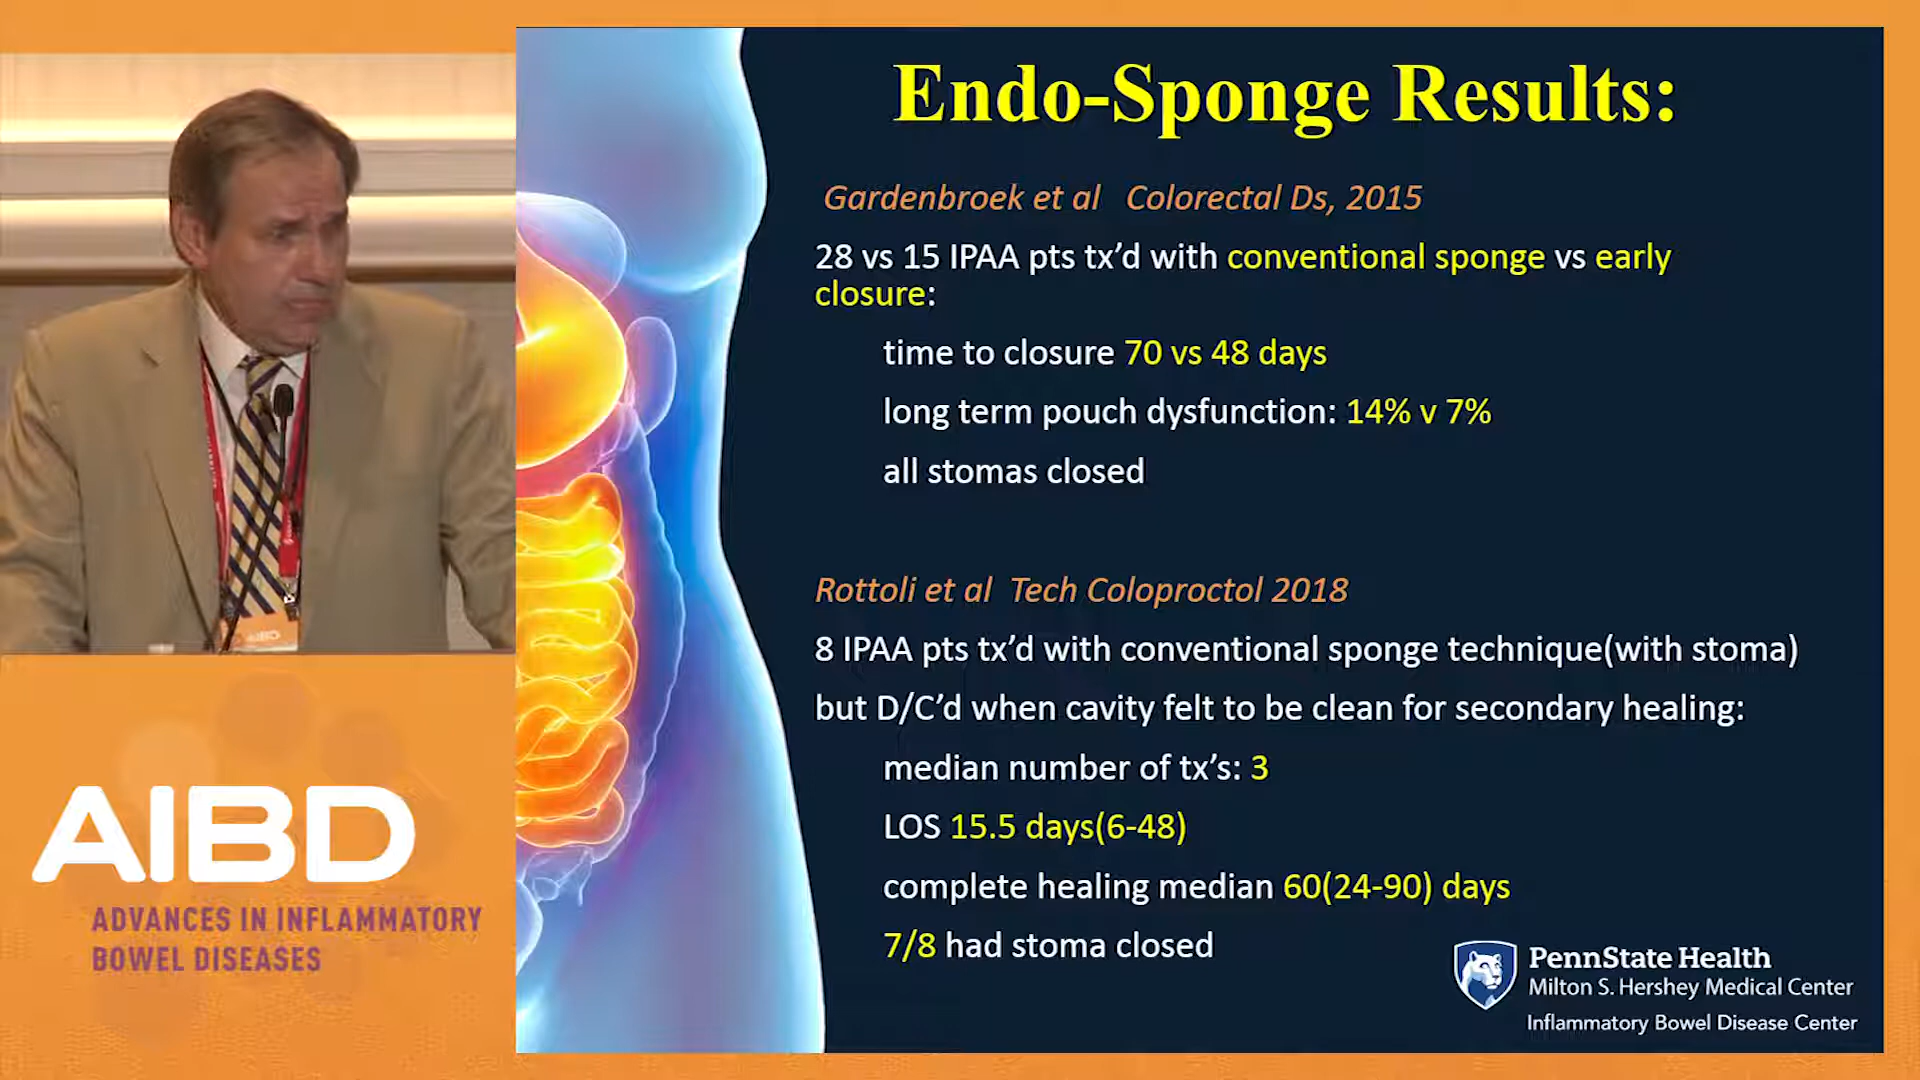 Endo-Sponge Results:
Gardenbroek et al Colorectal Ds, 2015
28 vs 15 IPAA pts tx’d with conventional sponge vs early
closure:
time to closure 70 vs 48 days
long term pouch dysfunction: 14% v 7%
all stomas closed
Rottoli et al Tech Coloproctol 2018
8 IPAA pts tx’d with conventional sponge technique(with stoma)
but D/C’d when cavity felt to be clean for secondary healing:
median number of tx’s: 3
LOS 15.5 days(6-48)
complete healing median 60(24-90) days
7/8 had stoma closed
PennState Health
Milton S. Hershey Medical Center
Inflammatory Bowel Disease Center
AIBD
AIBD
ADVANCES IN INFLAMMATORY
BOWEL DISEASES